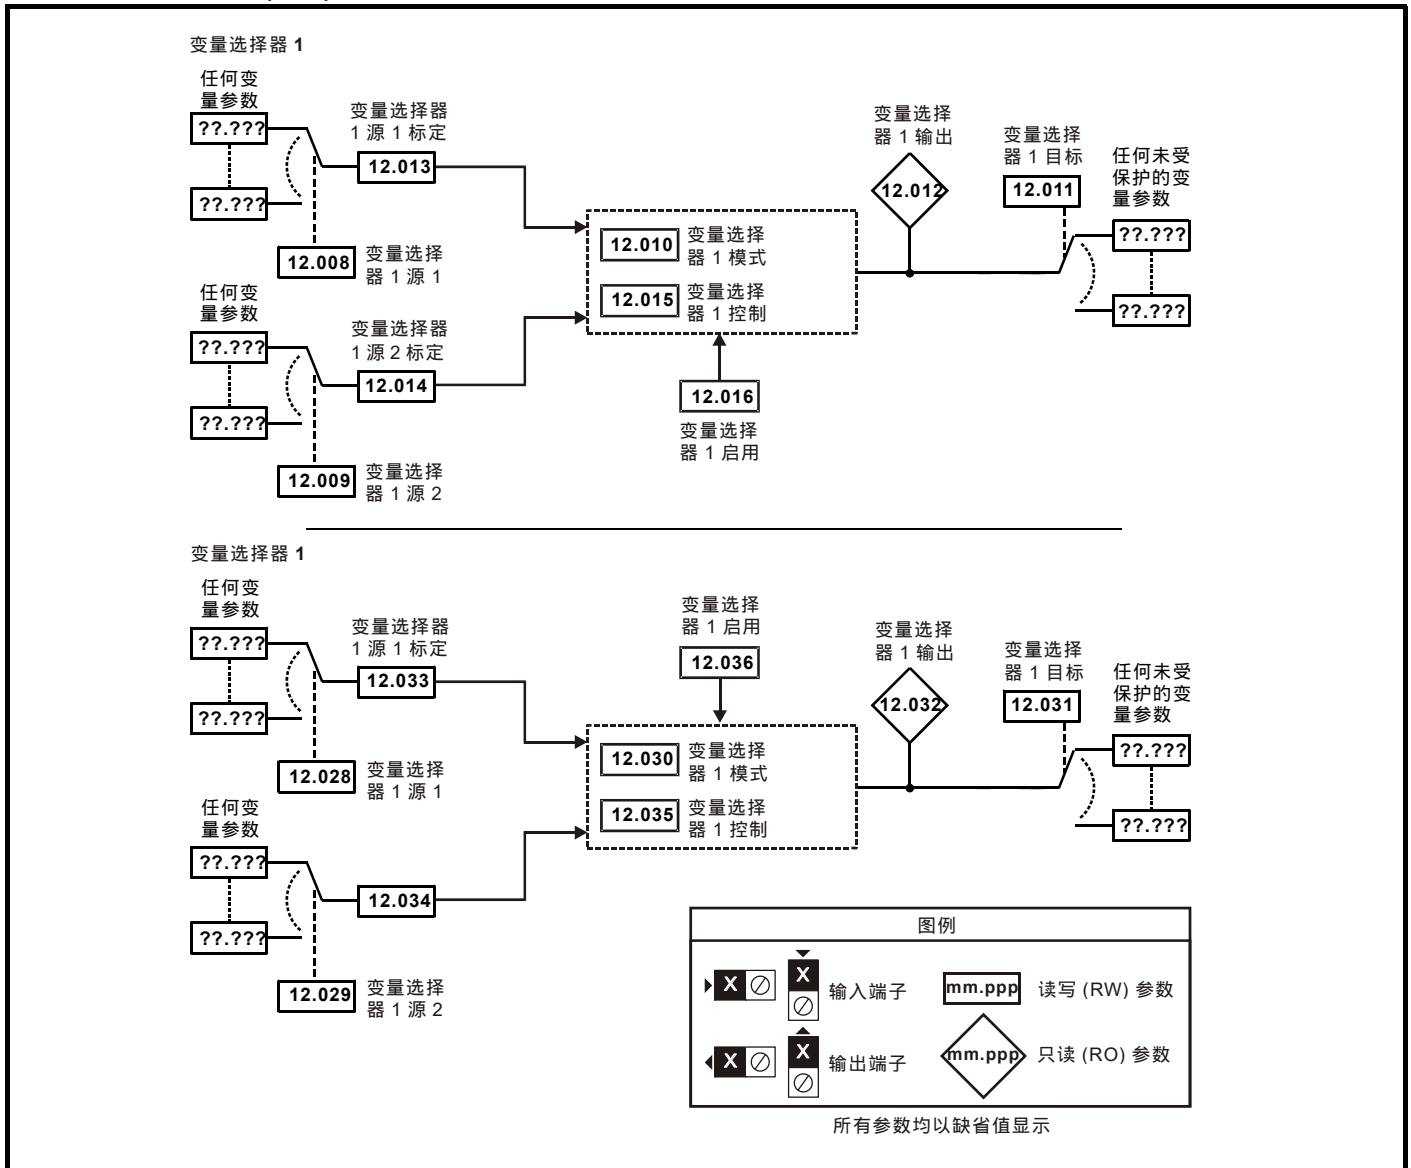 变量选择器 1
任何变
量参数
??.???
??.???
变量选择器
1 源 1 标定
12.013
12.008
变量选择
器 1 源 1
任何变
量参数
??.???
??.???
变量选择器
1 源 2 标定
12.014
12.009
变量选择
器 1 源 2
12.010
变量选择
器 1 模式
12.015
变量选择
器 1 控制
12.016
变量选择
器 1 启用
变量选择
器 1 输出
12.012
变量选择
器 1 目标
12.011
任何未受
保护的变
量参数
??.???
??.???
变量选择器 1
任何变
量参数
??.???
??.???
变量选择器
1 源 1 标定
12.033
12.028
变量选择
器 1 源 1
任何变
量参数
??.???
??.???
12.034
12.029
变量选择
器 1 源 2
变量选择
器 1 启用
12.036
12.030
变量选择
器 1 模式
12.035
变量选择
器 1 控制
变量选择
器 1 输出
12.032
变量选择
器 1 目标
12.031
任何未受
保护的变
量参数
??.???
??.???
图例
X
X
输入端子
mm.ppp
读写 (RW) 参数
X
X
输出端子
mm.ppp
只读 (RO) 参数
所有参数均以缺省值显示